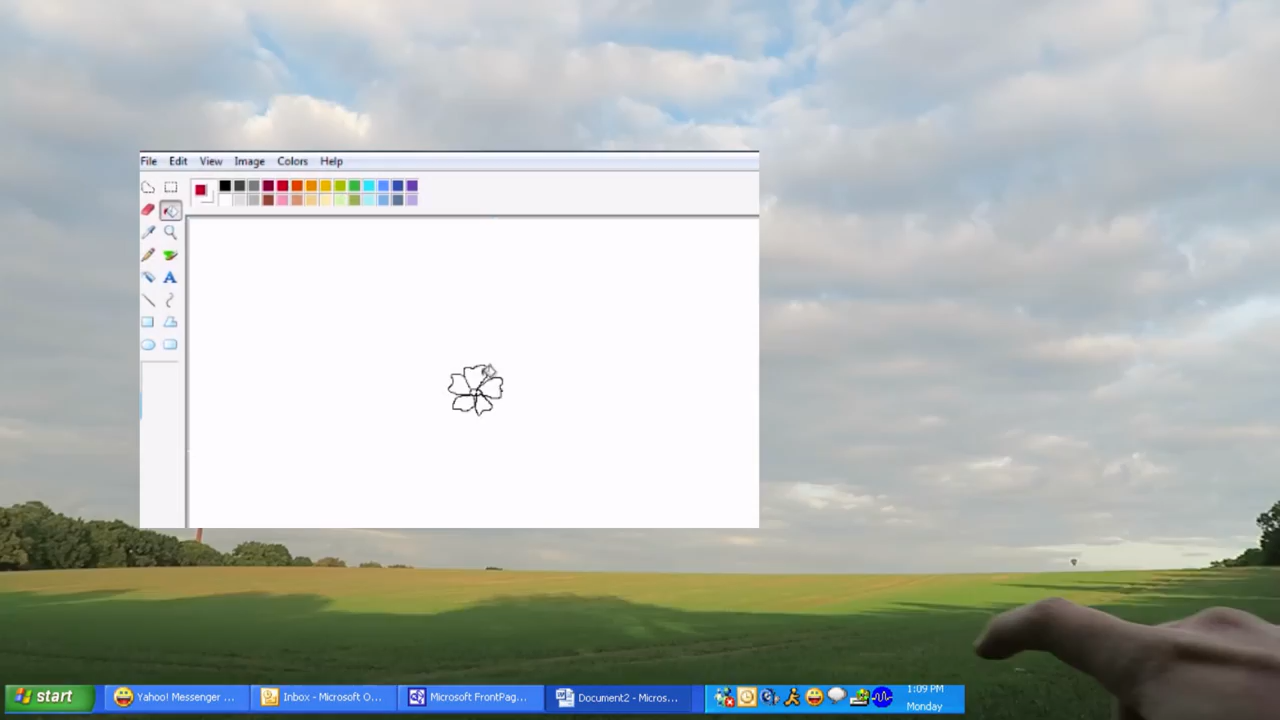 File Edit View Image Colors Help
A
start
Yahoo! Messenger ...
Inbox - Microsoft O...
Microsoft FrontPag...
Document2 - Micros...
1:09 PM
Monday